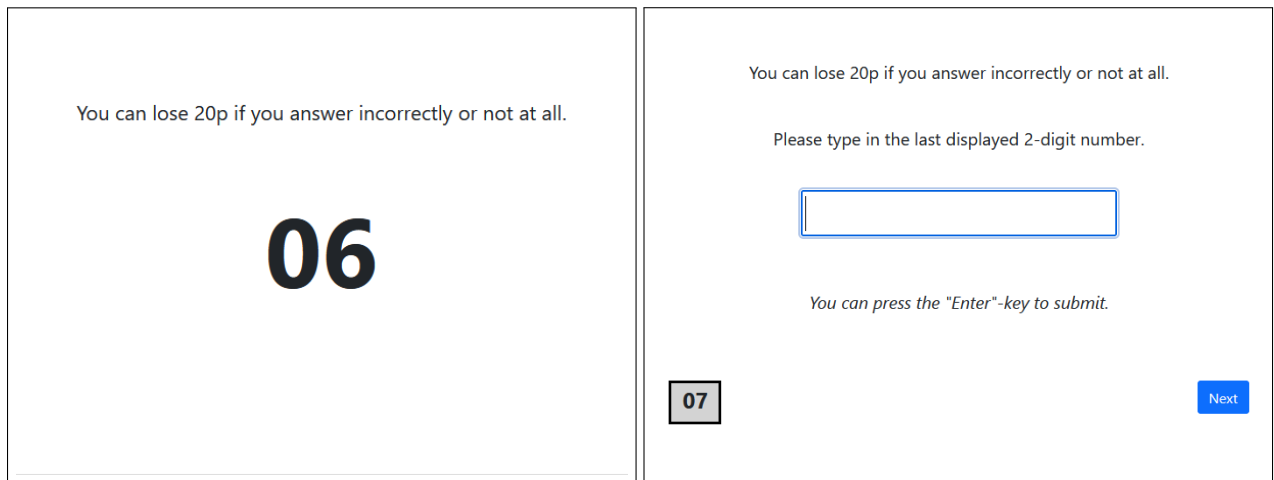 You can lose 20p if you answer incorrectly or not at all.
06
You can lose 20p if you answer incorrectly or not at all.
Please type in the last displayed 2-digit number.
You can press the "Enter"-key to submit.
07
Next